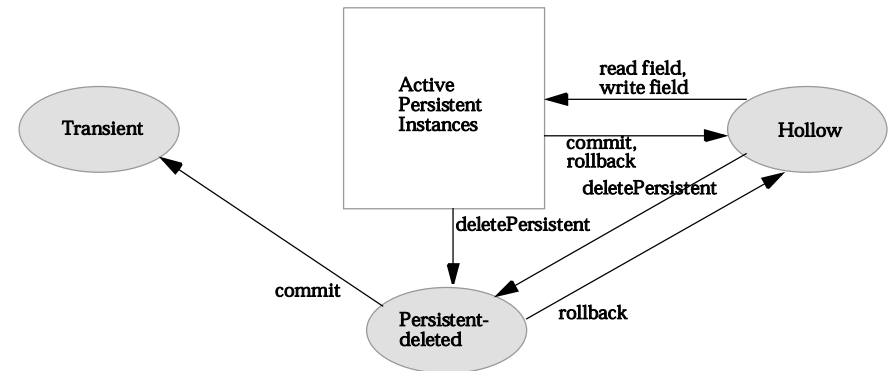 read field,
write field
Active
Persistent
Instances
Transient
Hollow
commit,
rollback
deletePersistent
deletePersistent
commit
rollback
Persistent-
deleted